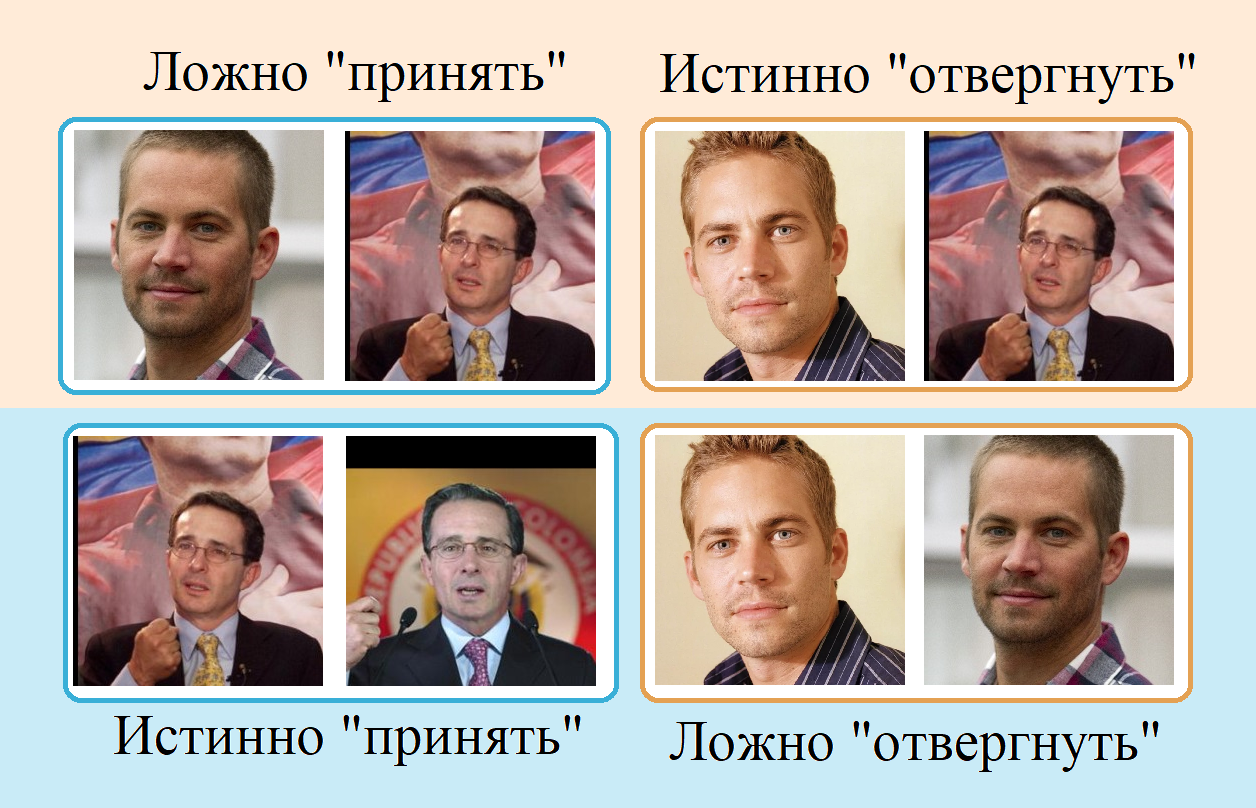 Ложно "принять"
Истинно "отвергнуть"
Истинно "принять"
Ложно "отвергнуть"